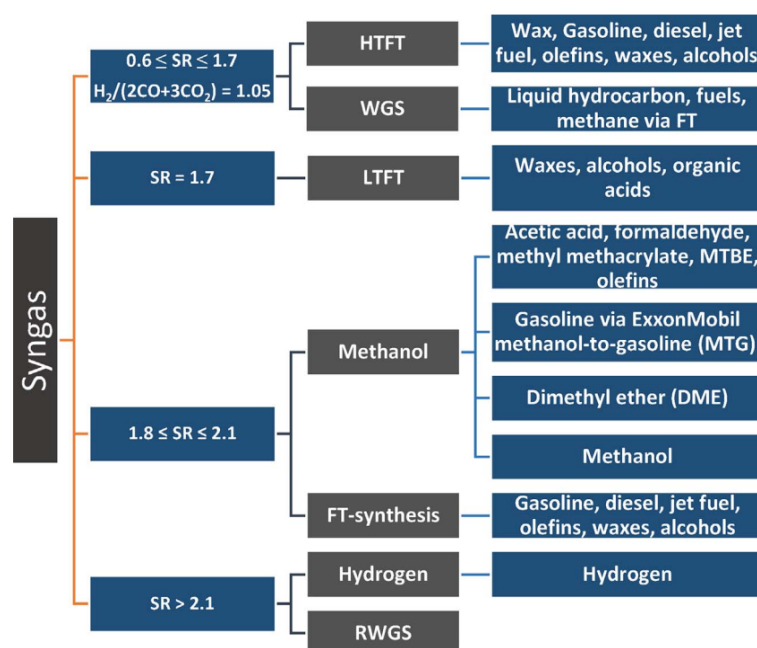 Syngas
0.6 ≤ SR ≤ 1.7
H₂/(2CO+3CO₂) = 1.05
HTFT
Wax, Gasoline, diesel, jet
fuel, olefins, waxes, alcohols
WGS
Liquid hydrocarbon, fuels,
methane via FT
SR = 1.7
LTFT
Waxes, alcohols, organic
acids
1.8 ≤ SR ≤ 2.1
Methanol
Acetic acid, formaldehyde,
methyl methacrylate, MTBE,
olefins
Gasoline via ExxonMobil
methanol-to-gasoline (MTG)
Dimethyl ether (DME)
Methanol
FT-synthesis
Gasoline, diesel, jet fuel,
olefins, waxes, alcohols
SR > 2.1
Hydrogen
Hydrogen
RWGS